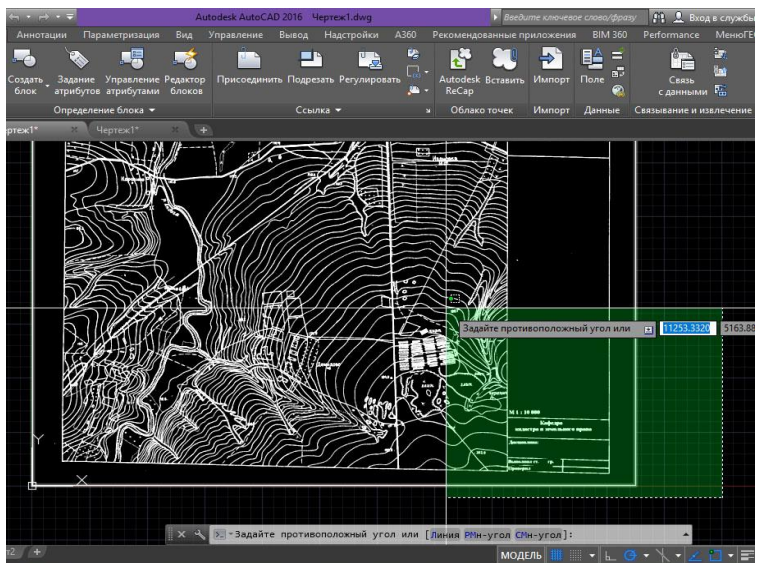 Autodesk AutoCAD 2016 Чертеж1.dwg
Введите ключевое слово/фразу
Вход в службы
Аннотации Параметризация Вид Управление Вывод Надстройки A360 Рекомендованные приложения BIM 360 Performance
Создать блок
Задание атрибутов
Управление атрибутами
Редактор блоков
Присоединить Подрезать Регулировать
Autodesk ReCap
Вставить
Импорт
Поле
Связь с данными
Определение блока
Ссылка
Облако точек
Импорт
Данные
Связывание и извлечение
Чертеж1*
Задайте противоположный угол или
11253.3320
5163.88
М 1 : 10 000
Кафедра
кадастра и земельного права
Y
X
Задайте противоположный угол или [Линия РМн-угол СМн-угол]:
МОДЕЛЬ